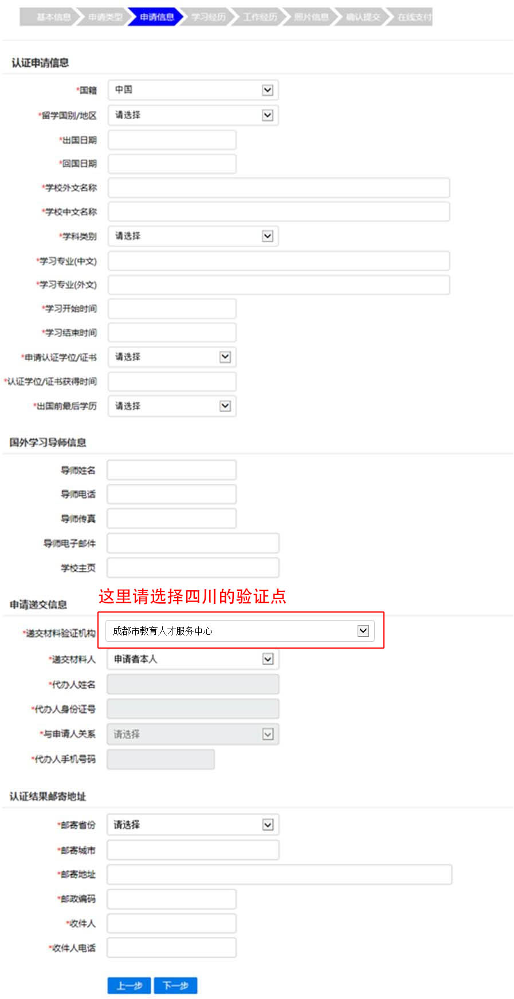 基本信息 申请类型 申请信息 学习经历 工作经历 照片信息 确认提交 在线支付
认证申请信息
*国籍 中国
*留学国别/地区 请选择
*出国日期
*回国日期
*学校外文名称
*学校中文名称
*学科类别 请选择
*学习专业(中文)
*学习专业(外文)
*学习开始时间
*学习结束时间
*申请认证学位/证书 请选择
*认证学位/证书获得时间
*出国前最后学历 请选择
国外学习导师信息
导师姓名
导师电话
导师传真
导师电子邮件
学校主页
这里请选择四川的验证点
申请递交信息
*递交材料验证机构 成都市教育人才服务中心
*递交材料人 申请者本人
*代办人姓名
*代办人身份证号
*与申请人关系 请选择
*代办人手机号码
认证结果邮寄地址
*邮寄省份 请选择
*邮寄城市
*邮寄地址
*邮政编码
*收件人
*收件人电话
上一步 下一步